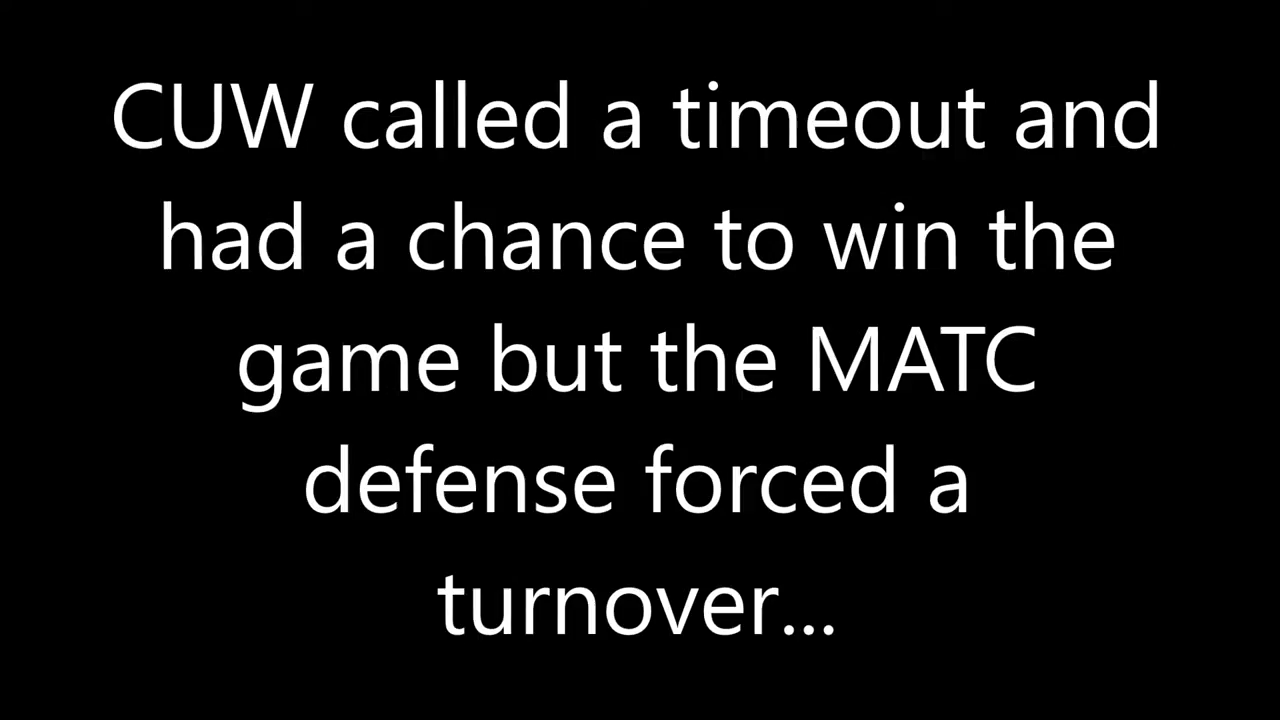 CUW called a timeout and
had a chance to win the
game but the MATC
defense forced a
turnover...